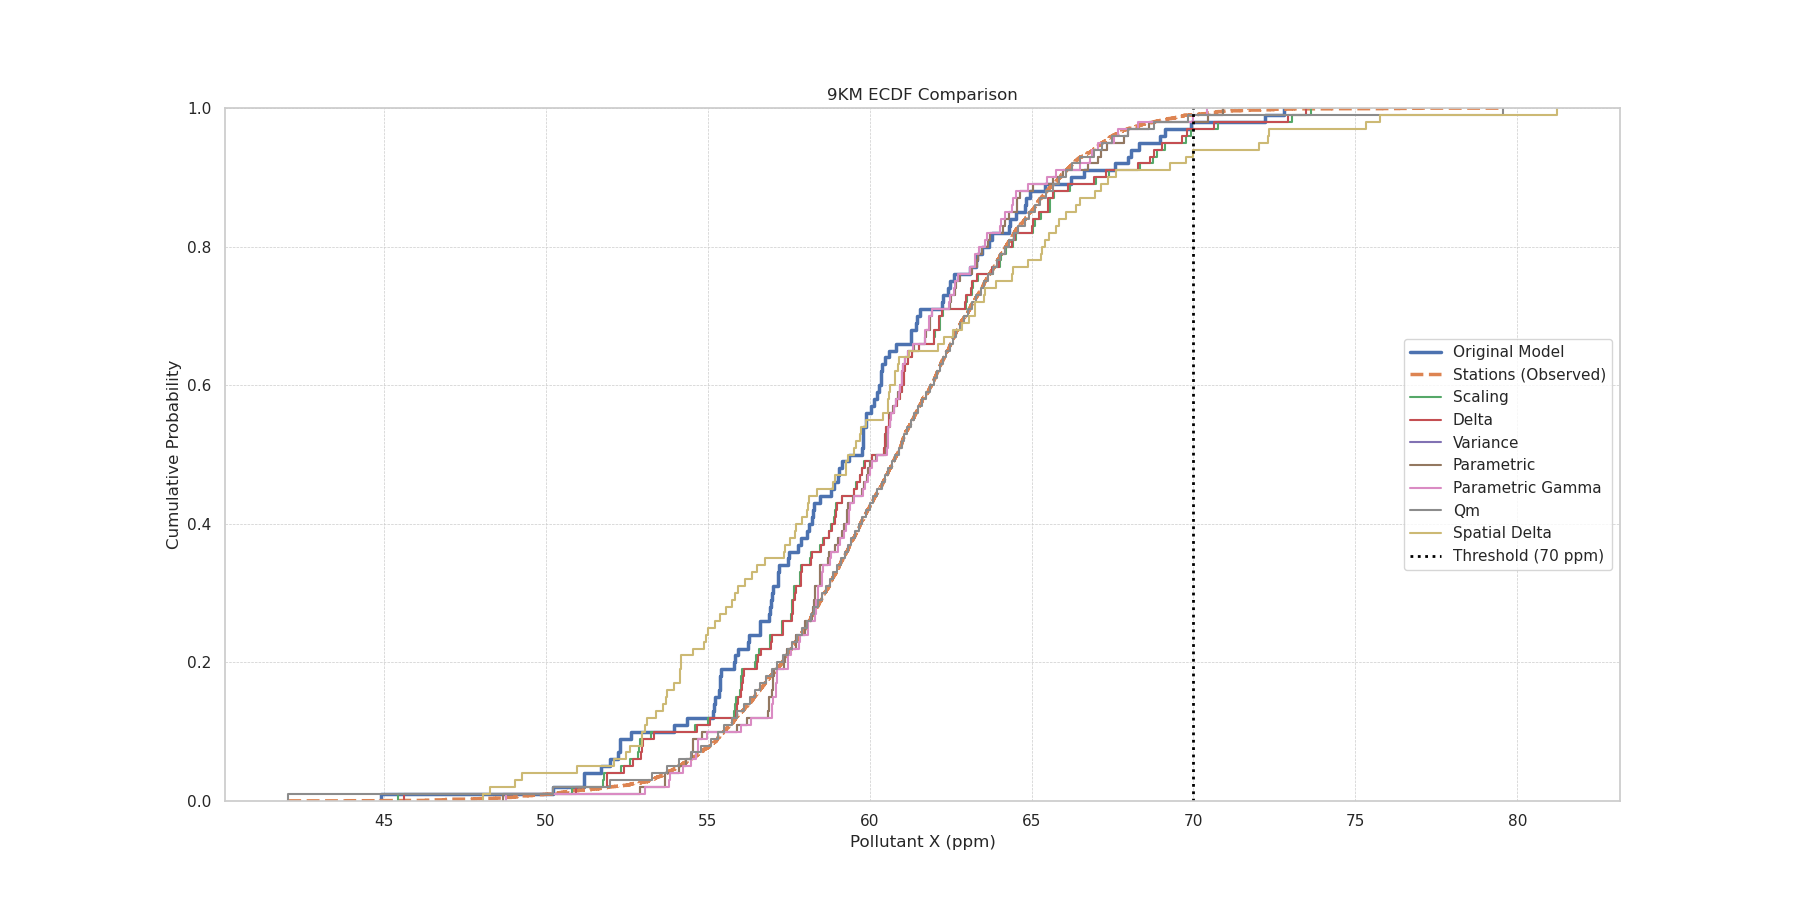 9KM ECDF Comparison
1.0
0.8
0.6
0.4
0.2
0.0
Cumulative Probability
45 50 55 60 65 70 75 80
Pollutant X (ppm)
Original Model
Stations (Observed)
Scaling
Delta
Variance
Parametric
Parametric Gamma
Qm
Spatial Delta
Threshold (70 ppm)